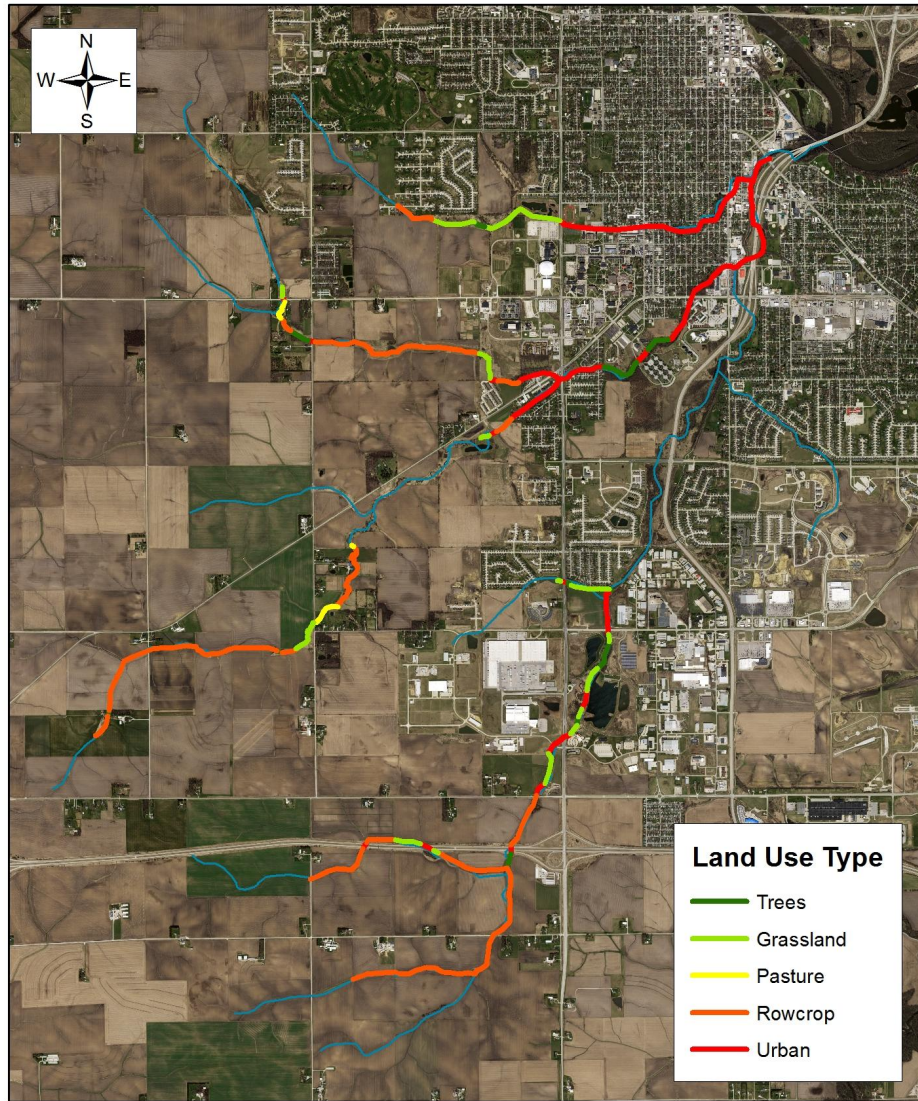 N
W E
S
Land Use Type
Trees
Grassland
Pasture
Rowcrop
Urban